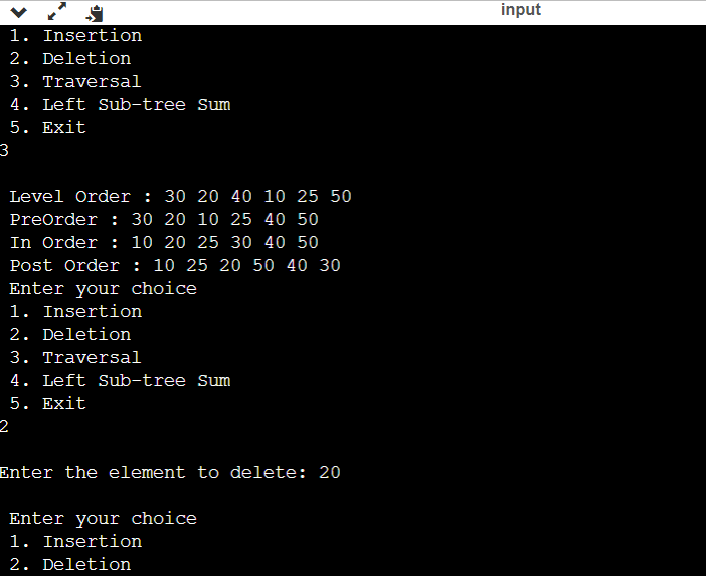 input
1. Insertion
2. Deletion
3. Traversal
4. Left Sub-tree Sum
5. Exit
3
Level Order : 30 20 40 10 25 50
PreOrder : 30 20 10 25 40 50
In Order : 10 20 25 30 40 50
Post Order : 10 25 20 50 40 30
Enter your choice
1. Insertion
2. Deletion
3. Traversal
4. Left Sub-tree Sum
5. Exit
2
Enter the element to delete: 20
Enter your choice
1. Insertion
2. Deletion